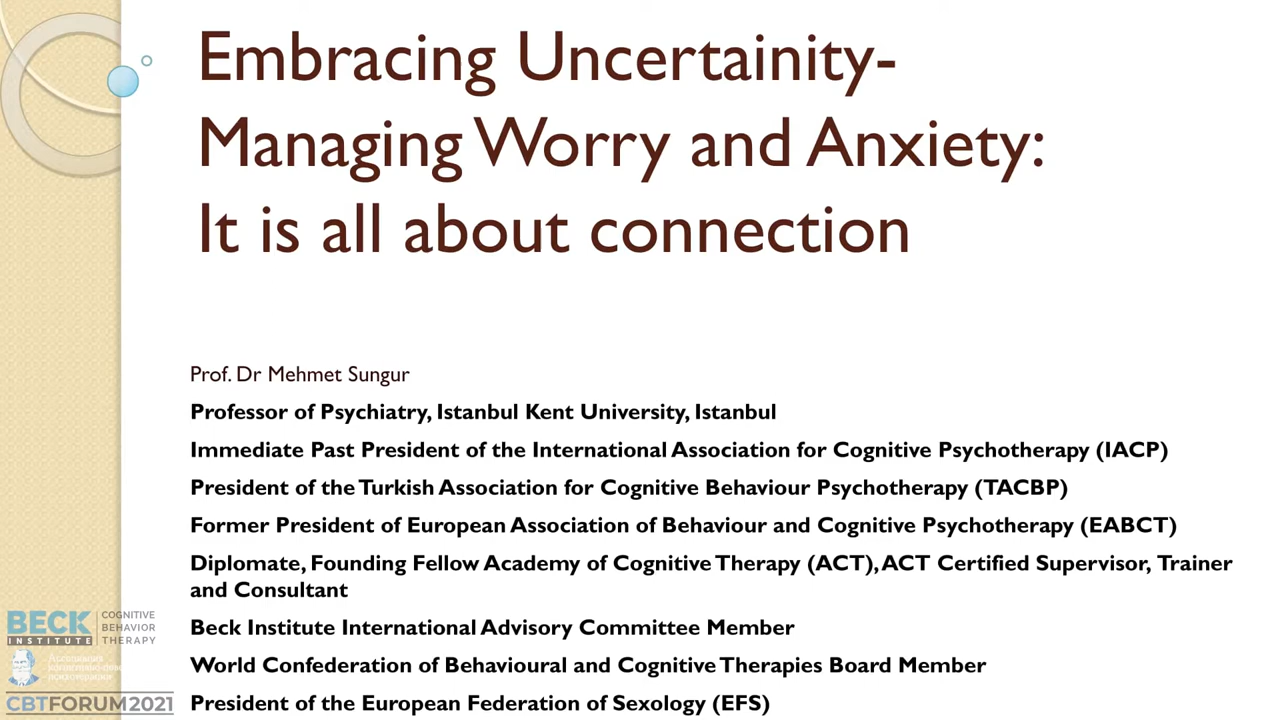 Embracing Uncertainity-
Managing Worry and Anxiety:
It is all about connection
Prof. Dr Mehmet Sungur
Professor of Psychiatry, Istanbul Kent University, Istanbul
Immediate Past President of the International Association for Cognitive Psychotherapy (IACP)
President of the Turkish Association for Cognitive Behaviour Psychotherapy (TACBP)
Former President of European Association of Behaviour and Cognitive Psychotherapy (EABCT)
Diplomate, Founding Fellow Academy of Cognitive Therapy (ACT), ACT Certified Supervisor, Trainer
and Consultant
Beck Institute International Advisory Committee Member
World Confederation of Behavioural and Cognitive Therapies Board Member
President of the European Federation of Sexology (EFS)
BECK
INSTITUTE
COGNITIVE
BEHAVIOR
THERAPY
Ассоциация
CBTFORUM2021